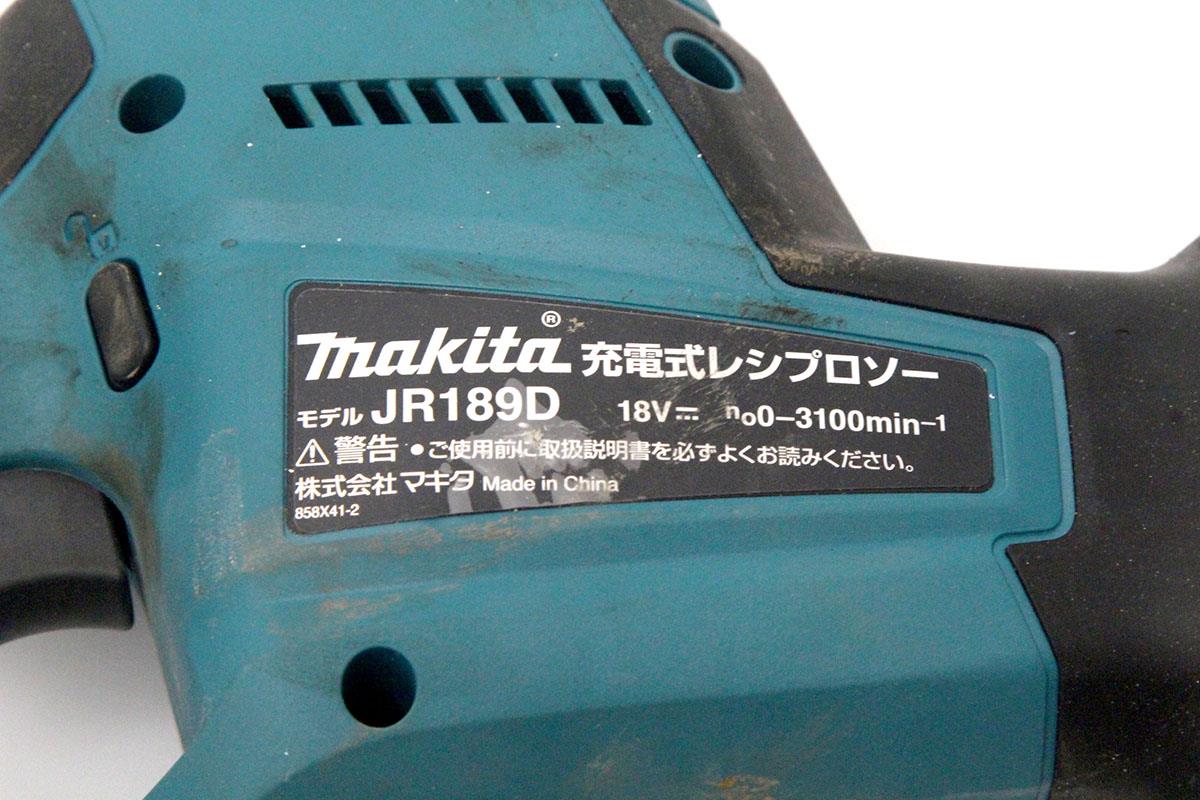 makita® 充電式レシプロソー
モデル JR189D 18V⎓ n₀0–3100min⁻¹
⚠警告 ●ご使用前に取扱説明書を必ずよくお読みください。
株式会社 マキタ Made in China
858X41-2